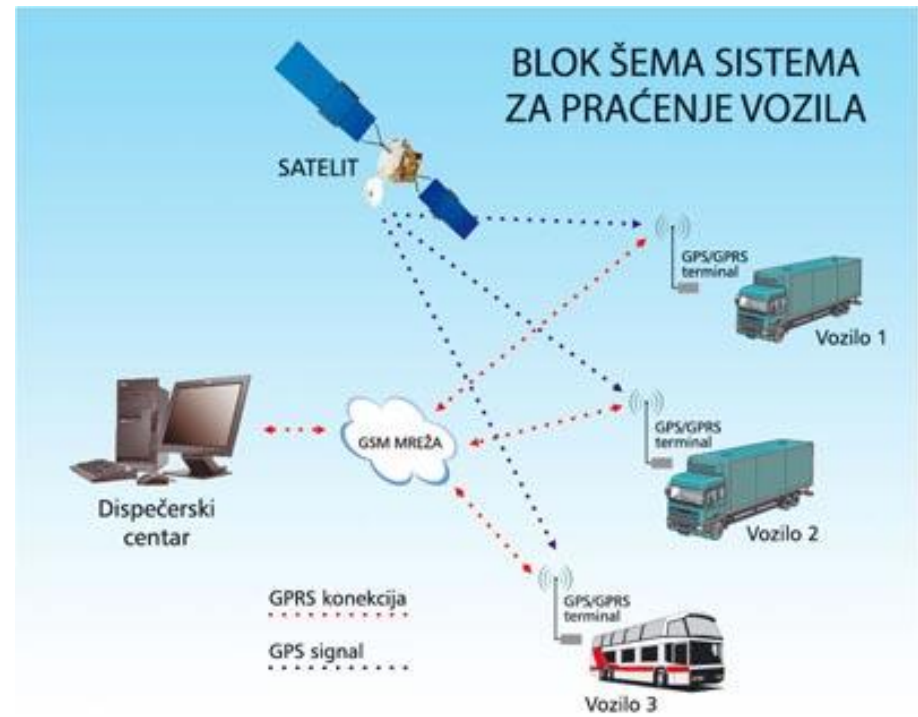 BLOK ŠEMA SISTEMA
ZA PRAĆENJE VOZILA
SATELIT
GPS/GPRS
terminal
Vozilo 1
GSM MREŽA
GPS/GPRS
terminal
Vozilo 2
Dispečerski
centar
GPRS konekcija
GPS signal
GPS/GPRS
terminal
Vozilo 3